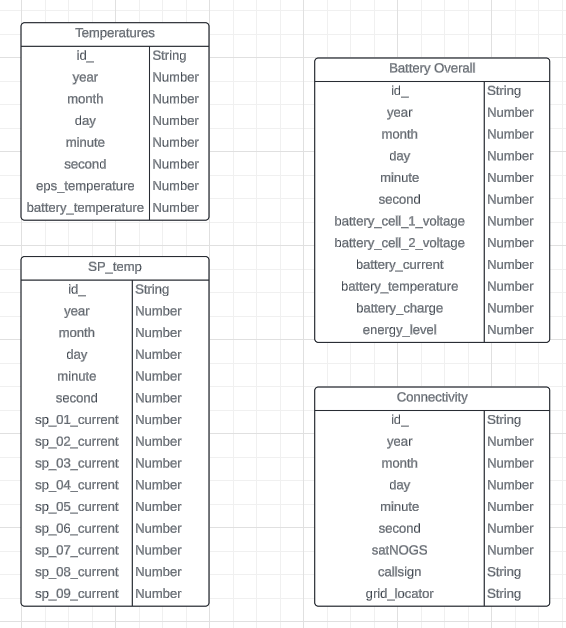 Temperatures
id_ String
year Number
month Number
day Number
minute Number
second Number
eps_temperature Number
battery_temperature Number
SP_temp
id_ String
year Number
month Number
day Number
minute Number
second Number
sp_01_current Number
sp_02_current Number
sp_03_current Number
sp_04_current Number
sp_05_current Number
sp_06_current Number
sp_07_current Number
sp_08_current Number
sp_09_current Number
Battery Overall
id_ String
year Number
month Number
day Number
minute Number
second Number
battery_cell_1_voltage Number
battery_cell_2_voltage Number
battery_current Number
battery_temperature Number
battery_charge Number
energy_level Number
Connectivity
id_ String
year Number
month Number
day Number
minute Number
second Number
satNOGS Number
callsign String
grid_locator String